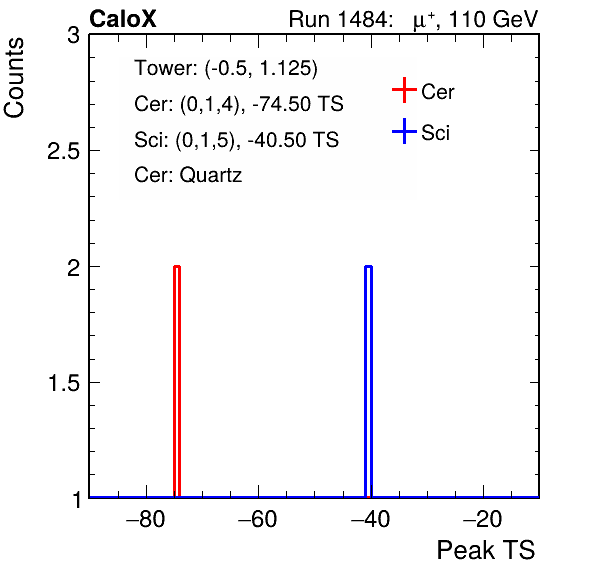 CaloX Run 1484: μ⁺, 110 GeV
Counts
3
2.5
2
1.5
1
Tower: (-0.5, 1.125)
Cer: (0,1,4), -74.50 TS
Sci: (0,1,5), -40.50 TS
Cer: Quartz
Cer
Sci
−80 −60 −40 −20
Peak TS